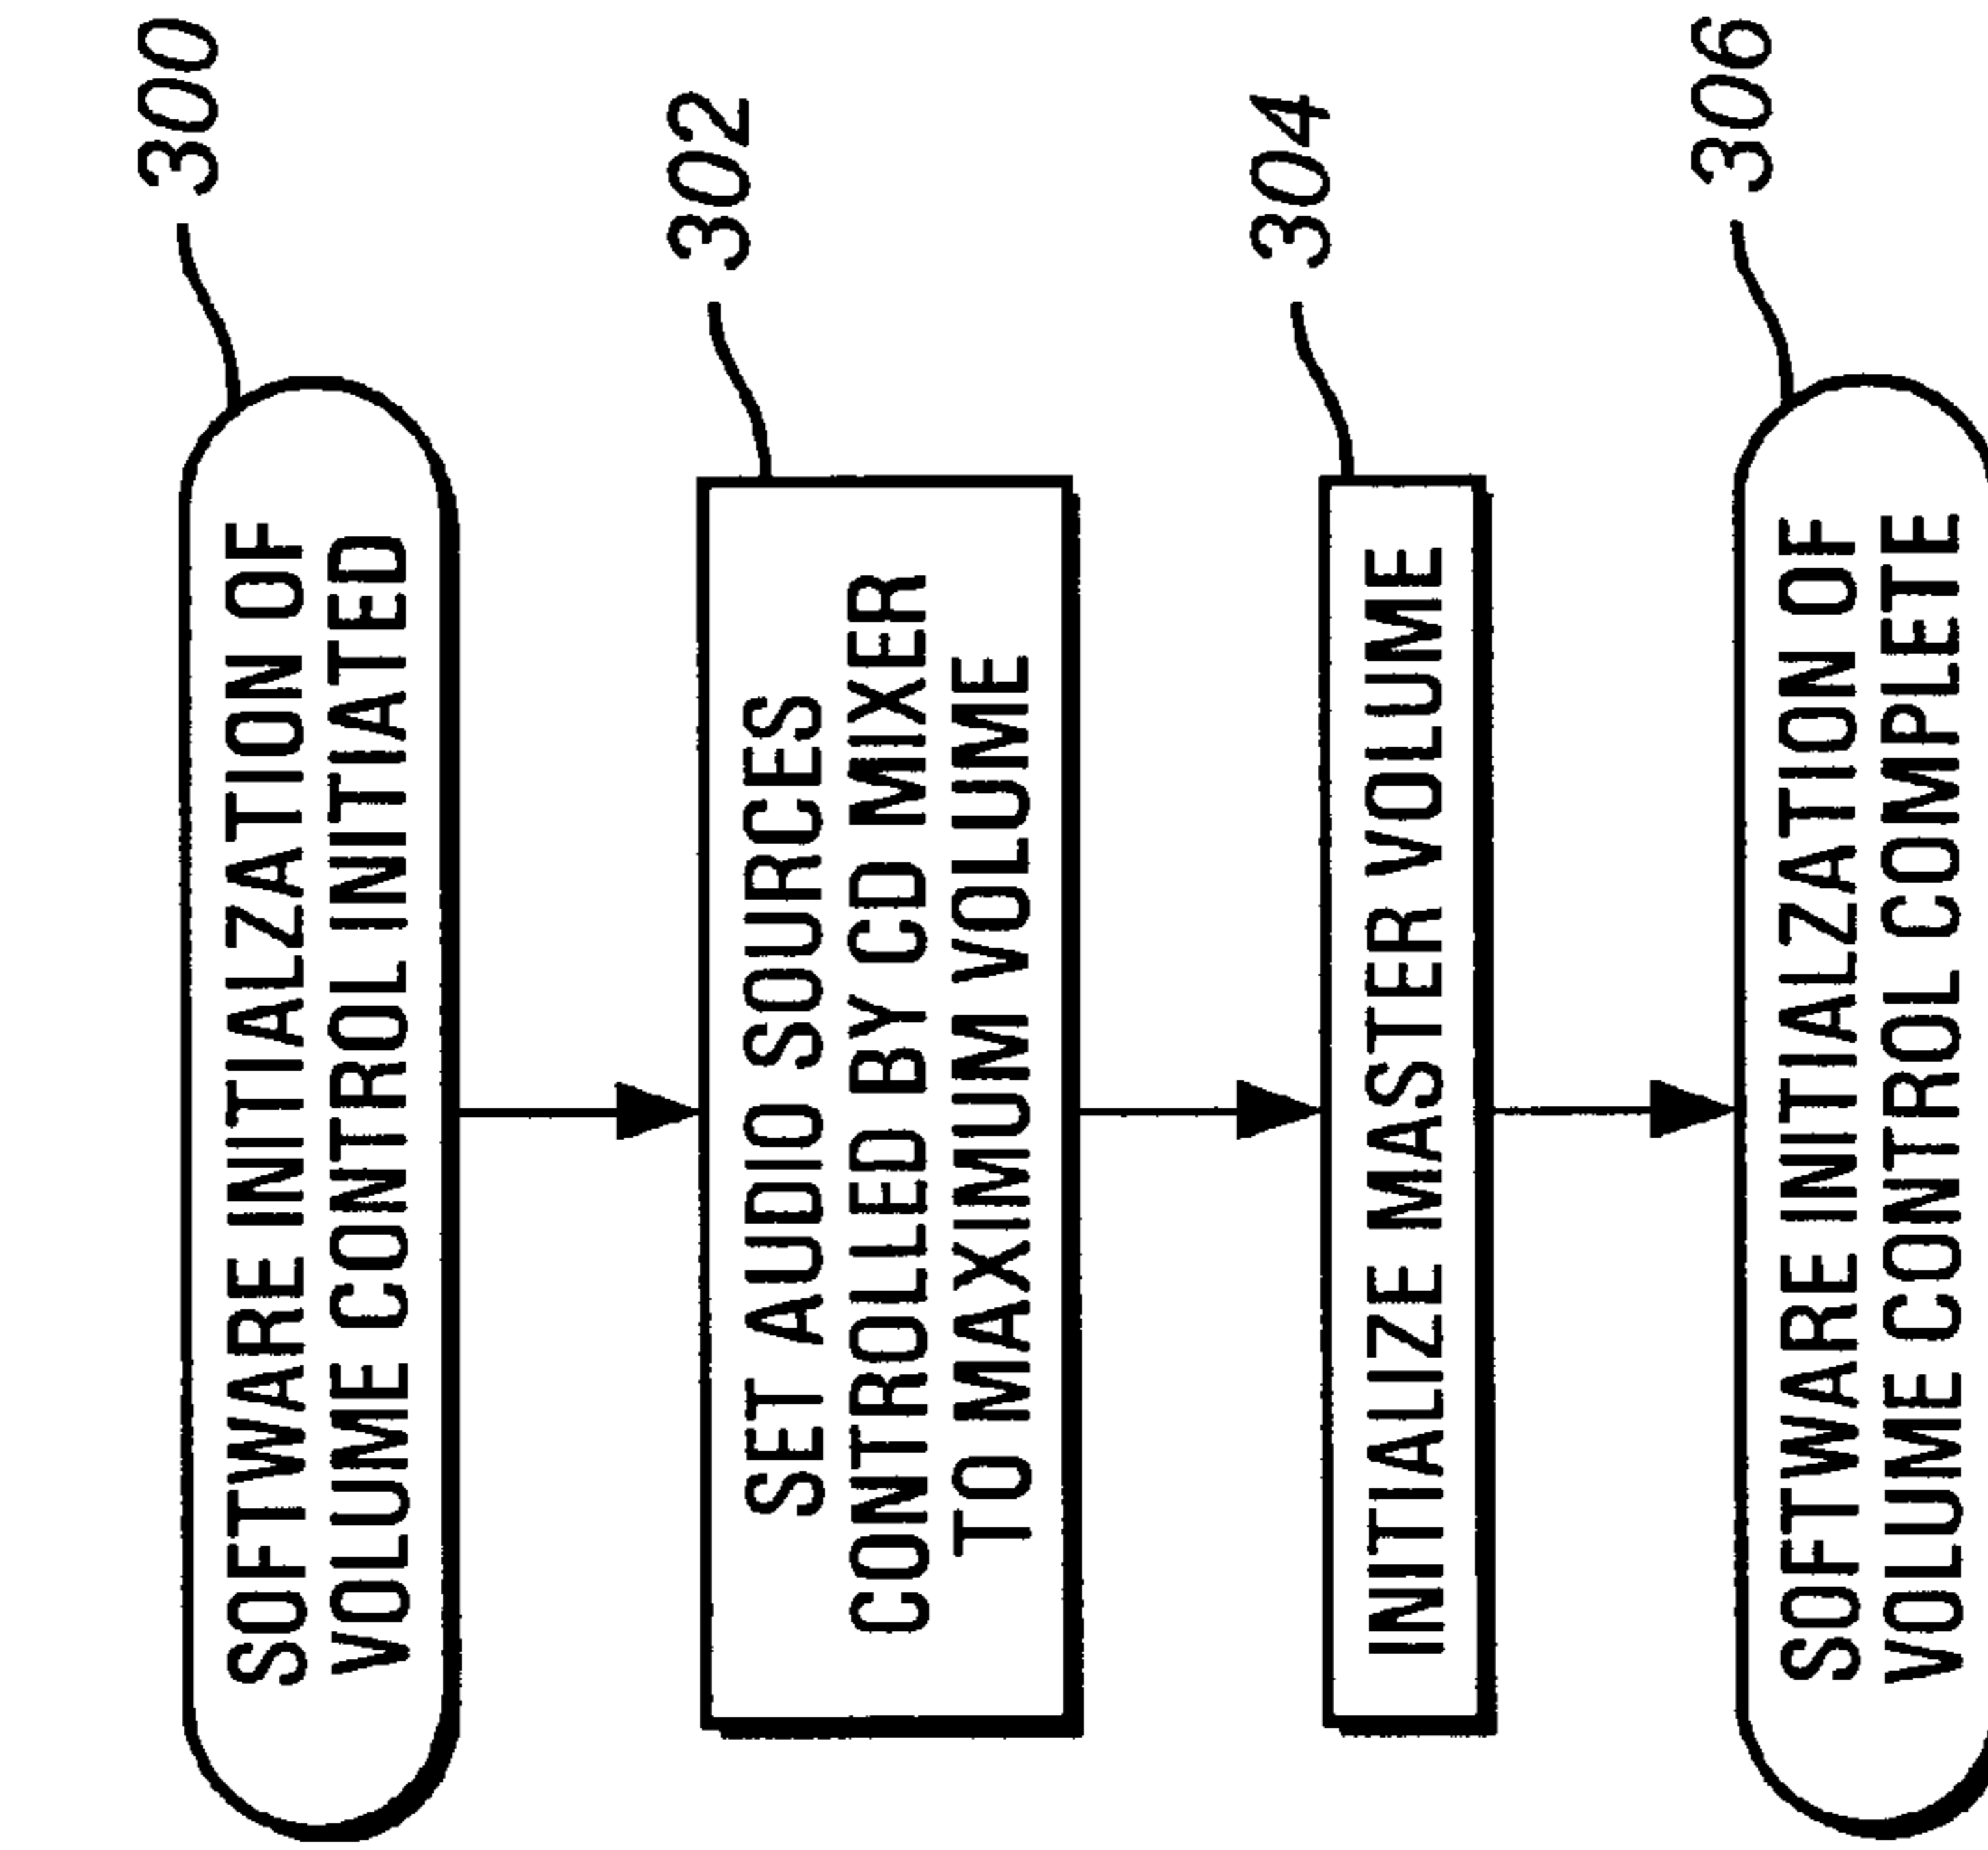 300
SOFTWARE INITIALZATION OF
VOLUME CONTROL INITIATED
302
SET AUDIO SOURCES
CONTROLLED BY CD MIXER
TO MAXIMUM VOLUME
304
INITIALIZE MASTER VOLUME
306
SOFTWARE INITIALZATION OF
VOLUME CONTROL COMPLETE